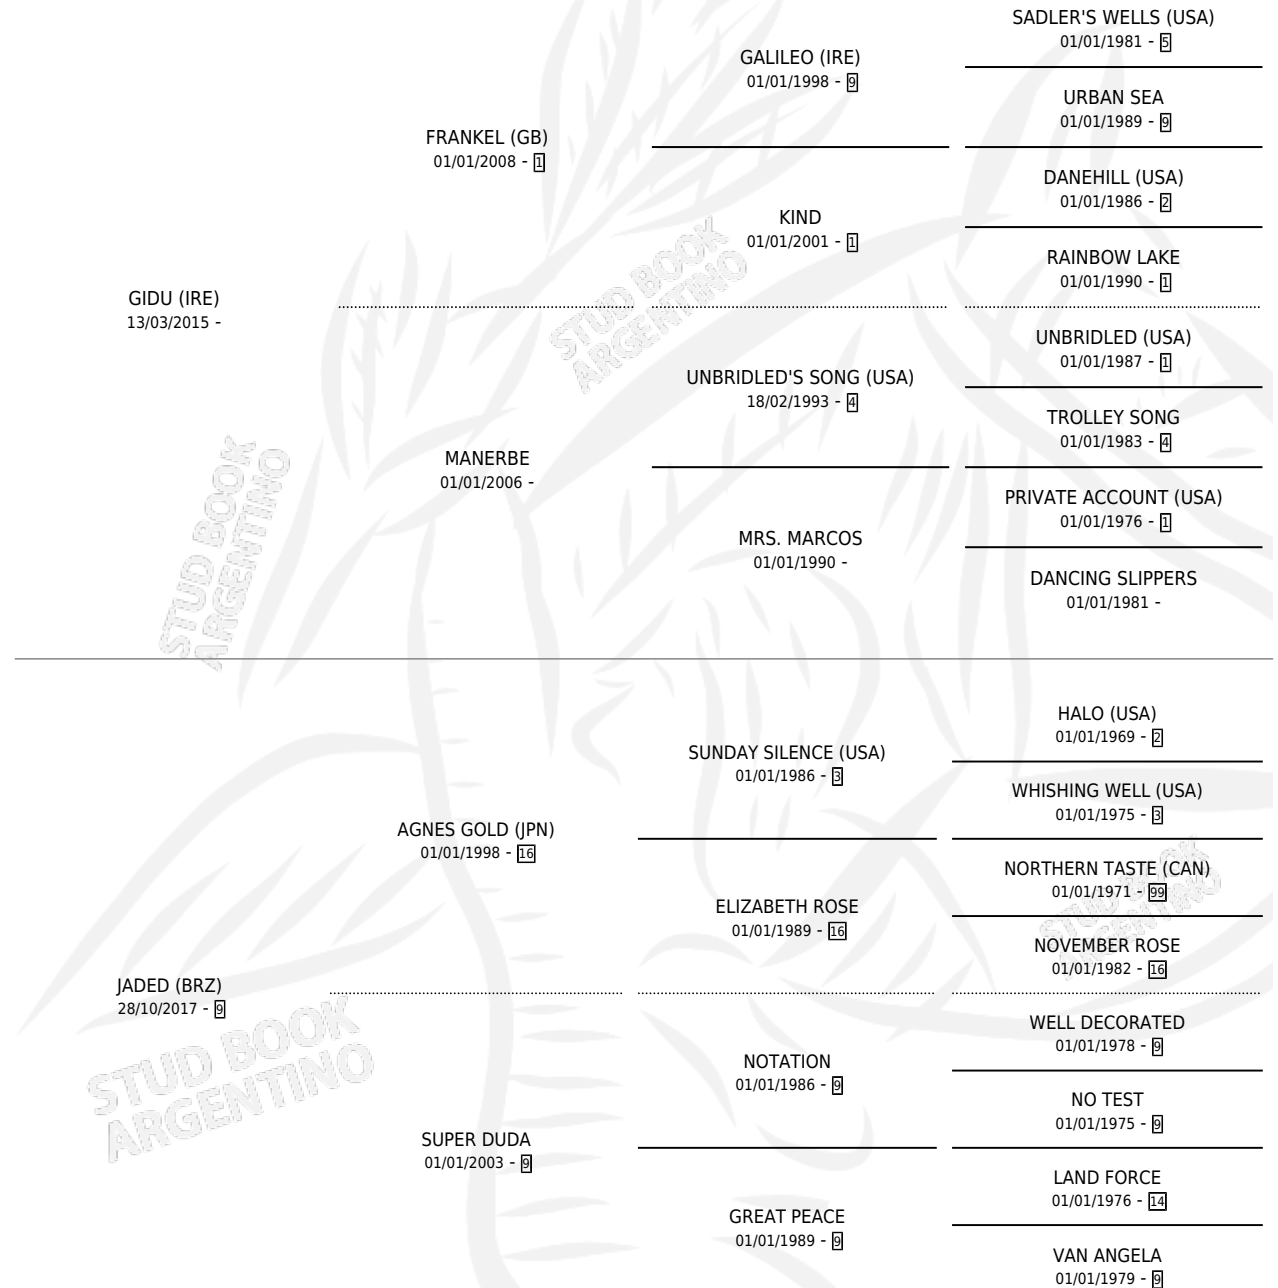 SADLER'S WELLS (USA)
01/01/1981 - 5
GALILEO (IRE)
01/01/1998 - 9
URBAN SEA
01/01/1989 - 9
FRANKEL (GB)
01/01/2008 - 1
DANEHILL (USA)
01/01/1986 - 2
KIND
01/01/2001 - 1
RAINBOW LAKE
01/01/1990 - 1
GIDU (IRE)
13/03/2015 -
UNBRIDLED (USA)
01/01/1987 - 1
UNBRIDLED'S SONG (USA)
18/02/1993 - 4
TROLLEY SONG
01/01/1983 - 4
MANERBE
01/01/2006 -
PRIVATE ACCOUNT (USA)
01/01/1976 - 1
MRS. MARCOS
01/01/1990 -
DANCING SLIPPERS
01/01/1981 -
HALO (USA)
01/01/1969 - 2
SUNDAY SILENCE (USA)
01/01/1986 - 3
WHISHING WELL (USA)
01/01/1975 - 3
AGNES GOLD (JPN)
01/01/1998 - 16
NORTHERN TASTE (CAN)
01/01/1971 - 99
ELIZABETH ROSE
01/01/1989 - 16
NOVEMBER ROSE
01/01/1982 - 16
JADED (BRZ)
28/10/2017 - 9
WELL DECORATED
01/01/1978 - 9
NOTATION
01/01/1986 - 9
NO TEST
01/01/1975 - 9
SUPER DUDA
01/01/2003 - 9
LAND FORCE
01/01/1976 - 14
GREAT PEACE
01/01/1989 - 9
VAN ANGELA
01/01/1979 - 9
STUD BOOK
ARGENTINO
STUD BOOK
ARGENTINO
STUD BOOK
ARGENTINO
STUD BOOK
ARGENTINO